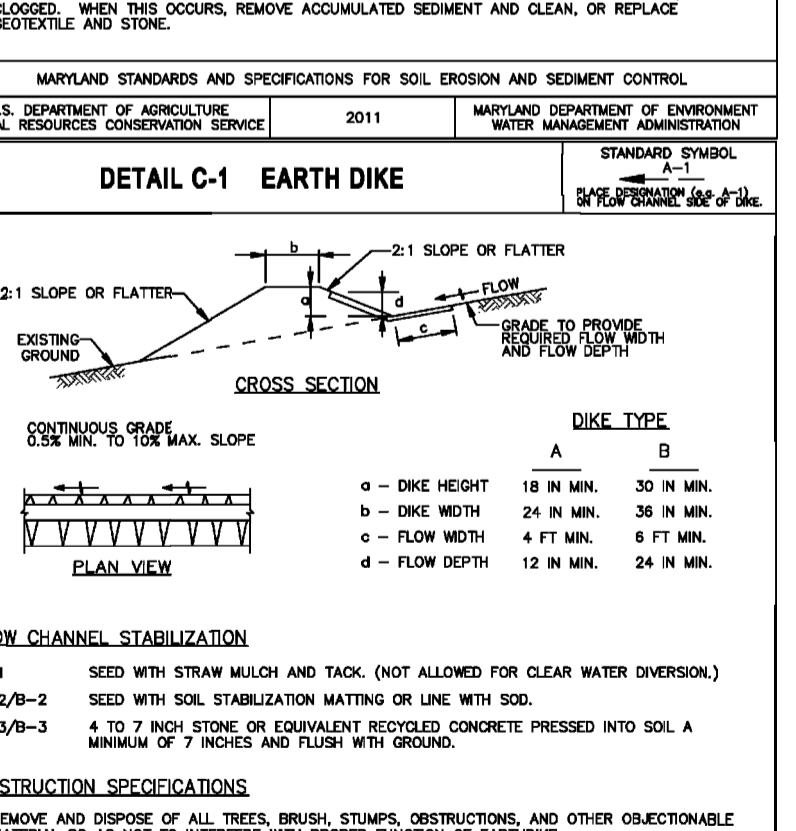 CLOGGED. WHEN THIS OCCURS, REMOVE ACCUMULATED SEDIMENT AND CLEAN, OR REPLACE
GEOTEXTILE AND STONE.
MARYLAND STANDARDS AND SPECIFICATIONS FOR SOIL EROSION AND SEDIMENT CONTROL
.S. DEPARTMENT OF AGRICULTURE
L RESOURCES CONSERVATION SERVICE
2011
MARYLAND DEPARTMENT OF ENVIRONMENT
WATER MANAGEMENT ADMINISTRATION
DETAIL C-1 EARTH DIKE
STANDARD SYMBOL
A-1
PLACE DESIGNATION (e.g. A-1)
ON FLOW CHANNEL SIDE OF DIKE.
b
2:1 SLOPE OR FLATTER
2:1 SLOPE OR FLATTER
a
d
FLOW
c
EXISTING
GROUND
GRADE TO PROVIDE
REQUIRED FLOW WIDTH
AND FLOW DEPTH
CROSS SECTION
CONTINUOUS GRADE
0.5% MIN. TO 10% MAX. SLOPE
PLAN VIEW
DIKE TYPE
A B
a - DIKE HEIGHT 18 IN MIN. 30 IN MIN.
b - DIKE WIDTH 24 IN MIN. 36 IN MIN.
c - FLOW WIDTH 4 FT MIN. 6 FT MIN.
d - FLOW DEPTH 12 IN MIN. 24 IN MIN.
OW CHANNEL STABILIZATION
1 SEED WITH STRAW MULCH AND TACK. (NOT ALLOWED FOR CLEAR WATER DIVERSION.)
2/B-2 SEED WITH SOIL STABILIZATION MATTING OR LINE WITH SOD.
3/B-3 4 TO 7 INCH STONE OR EQUIVALENT RECYCLED CONCRETE PRESSED INTO SOIL A
MINIMUM OF 7 INCHES AND FLUSH WITH GROUND.
STRUCTION SPECIFICATIONS
EMOVE AND DISPOSE OF ALL TREES, BRUSH, STUMPS, OBSTRUCTIONS, AND OTHER OBJECTIONABLE